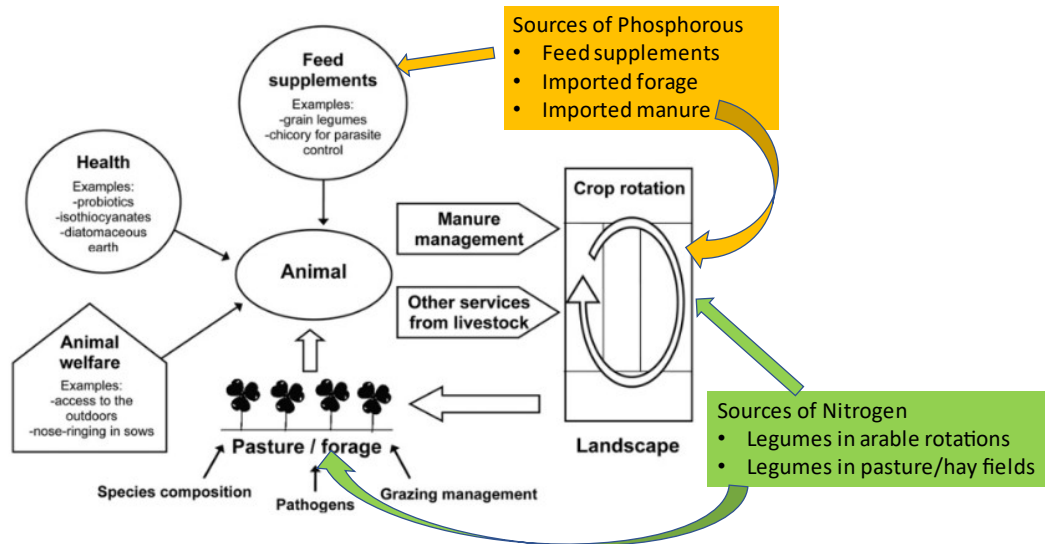 Sources of Phosphorous
• Feed supplements
• Imported forage
• Imported manure
Feed
supplements
Examples:
-grain legumes
-chicory for parasite
control
Health
Examples:
-probiotics
-isothiocyanates
-diatomaceous
earth
Animal
Manure
management
Crop rotation
Other services
from livestock
Animal
welfare
Examples:
-access to the
outdoors
-nose-ringing in sows
Pasture / forage
Species composition
Pathogens
Grazing management
Landscape
Sources of Nitrogen
• Legumes in arable rotations
• Legumes in pasture/hay fields